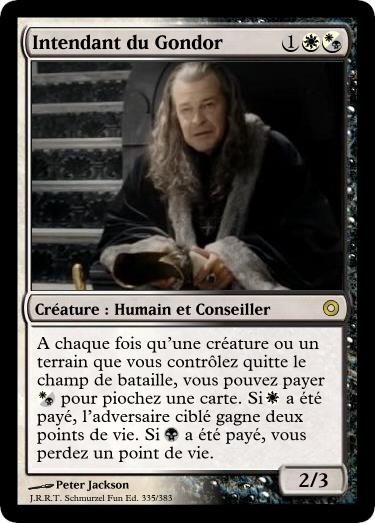 Intendant du Gondor 1
Créature : Humain et Conseiller
A chaque fois qu'une créature ou un
terrain que vous contrôlez quitte le
champ de bataille, vous pouvez payer
pour piochez une carte. Si a été
payé, l'adversaire ciblé gagne deux
points de vie. Si a été payé, vous
perdez un point de vie.
Peter Jackson
J.R.R.T. Schmurzel Fun Ed. 335/383
2/3